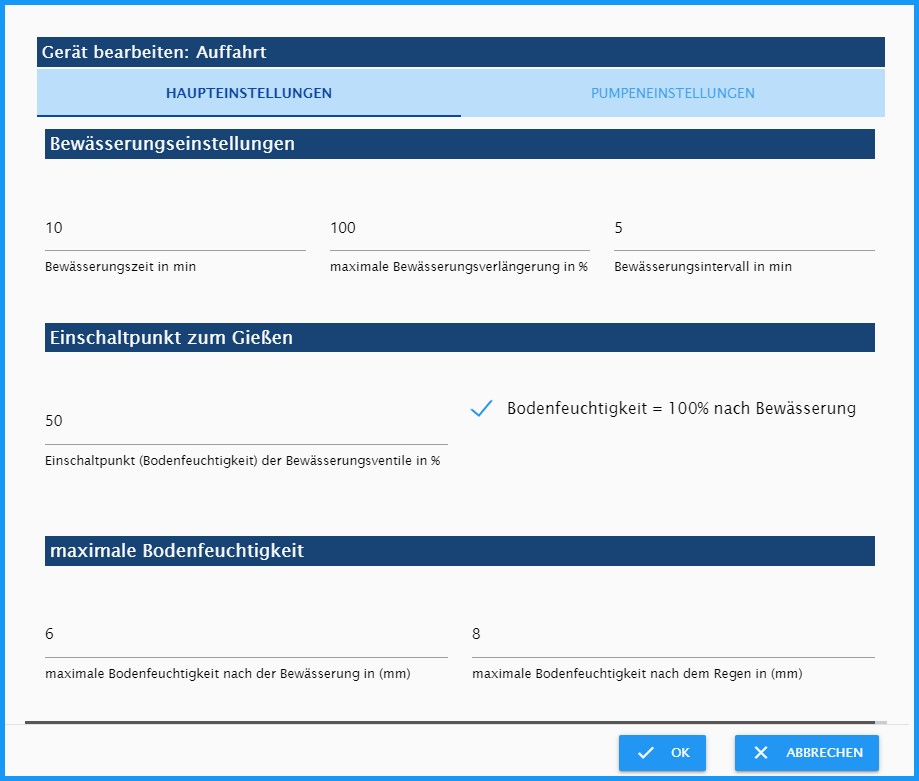 Gerät bearbeiten: Auffahrt
HAUPTEINSTELLUNGEN
PUMPENEINSTELLUNGEN
Bewässerungseinstellungen
10
100
5
Bewässerungszeit in min
maximale Bewässerungsverlängerung in %
Bewässerungsintervall in min
Einschaltpunkt zum Gießen
Bodenfeuchtigkeit = 100% nach Bewässerung
50
Einschaltpunkt (Bodenfeuchtigkeit) der Bewässerungsventile in %
maximale Bodenfeuchtigkeit
6
8
maximale Bodenfeuchtigkeit nach der Bewässerung in (mm)
maximale Bodenfeuchtigkeit nach dem Regen in (mm)
OK
ABBRECHEN